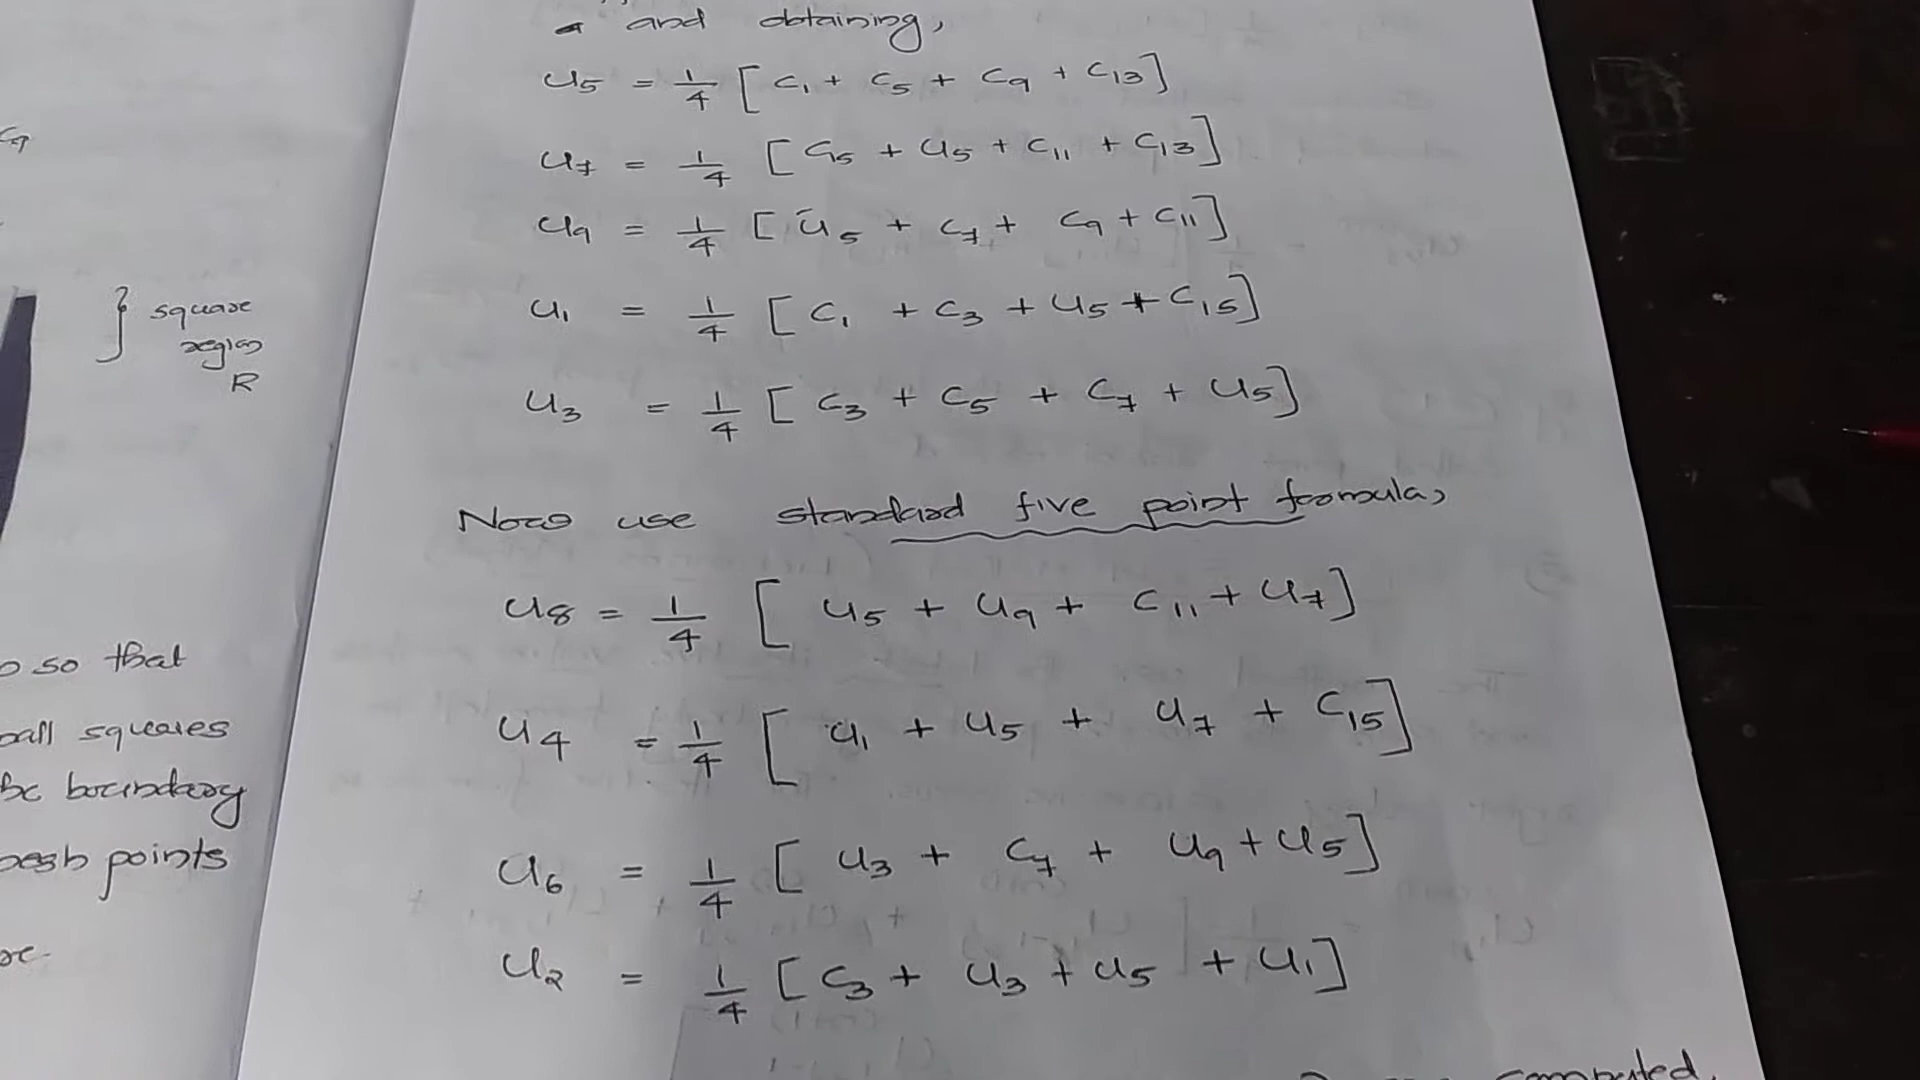 and obtaining,
u5 = 1/4 [c1 + c5 + c9 + c13]
u7 = 1/4 [c15 + u5 + c11 + c13]
u9 = 1/4 [u5 + c7 + c9 + c11]
u1 = 1/4 [c1 + c3 + u5 + c15]
u3 = 1/4 [c3 + c5 + c7 + u5]
Now use standard five point formula,
u8 = 1/4 [u5 + u9 + c11 + u7]
u4 = 1/4 [u1 + u5 + u7 + c15]
u6 = 1/4 [u3 + c7 + u9 + u5]
u2 = 1/4 [c3 + u3 + u5 + u1]
computed.
c9
} square
region
R
so that
squares
boundary
points